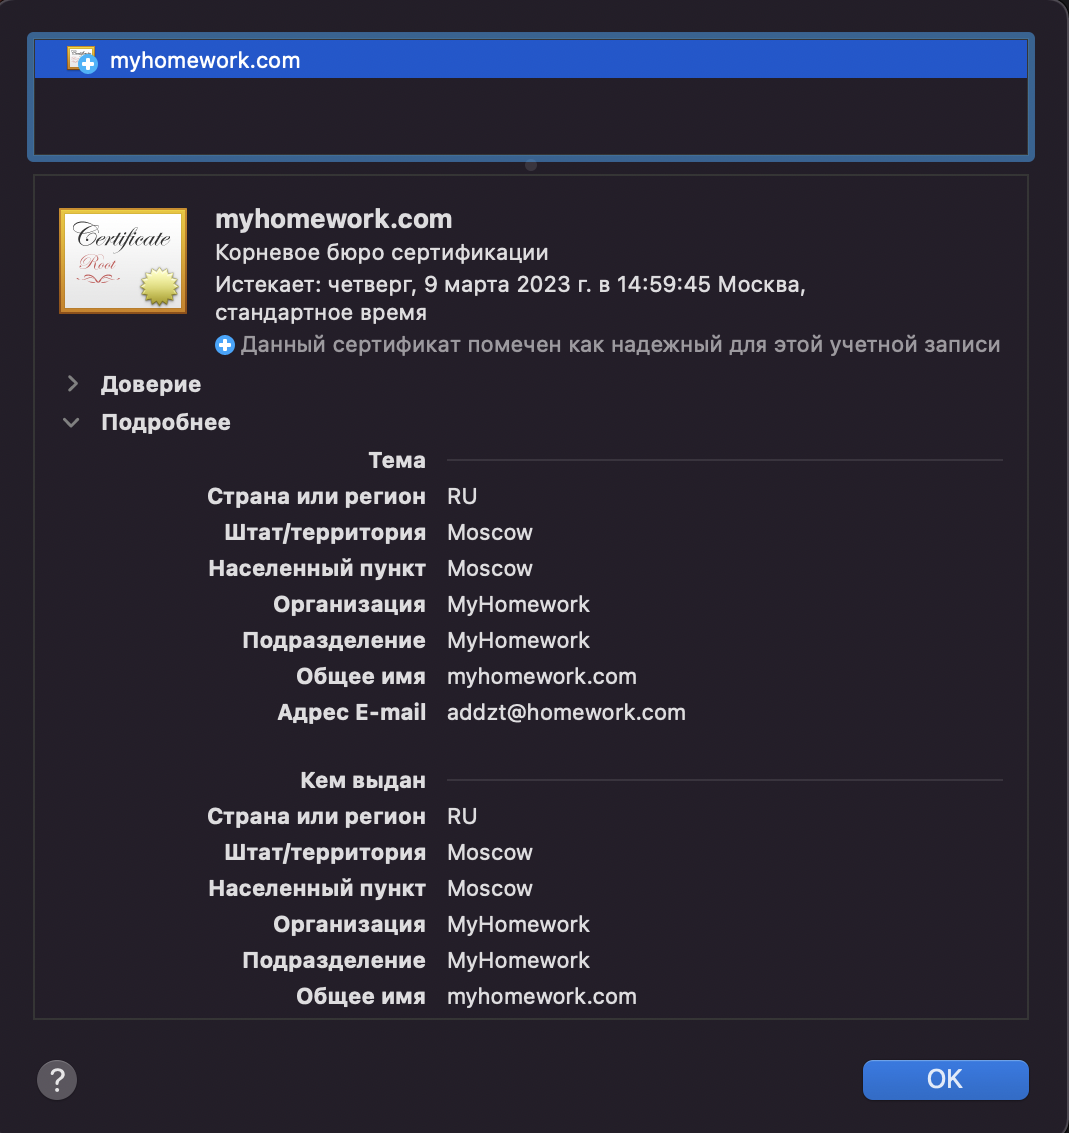 myhomework.com
Certificate
Root
myhomework.com
Корневое бюро сертификации
Истекает: четверг, 9 марта 2023 г. в 14:59:45 Москва,
стандартное время
Данный сертификат помечен как надежный для этой учетной записи
Доверие
Подробнее
Тема
Страна или регион RU
Штат/территория Moscow
Населенный пункт Moscow
Организация MyHomework
Подразделение MyHomework
Общее имя myhomework.com
Адрес E-mail addzt@homework.com
Кем выдан
Страна или регион RU
Штат/территория Moscow
Населенный пункт Moscow
Организация MyHomework
Подразделение MyHomework
Общее имя myhomework.com
? OK